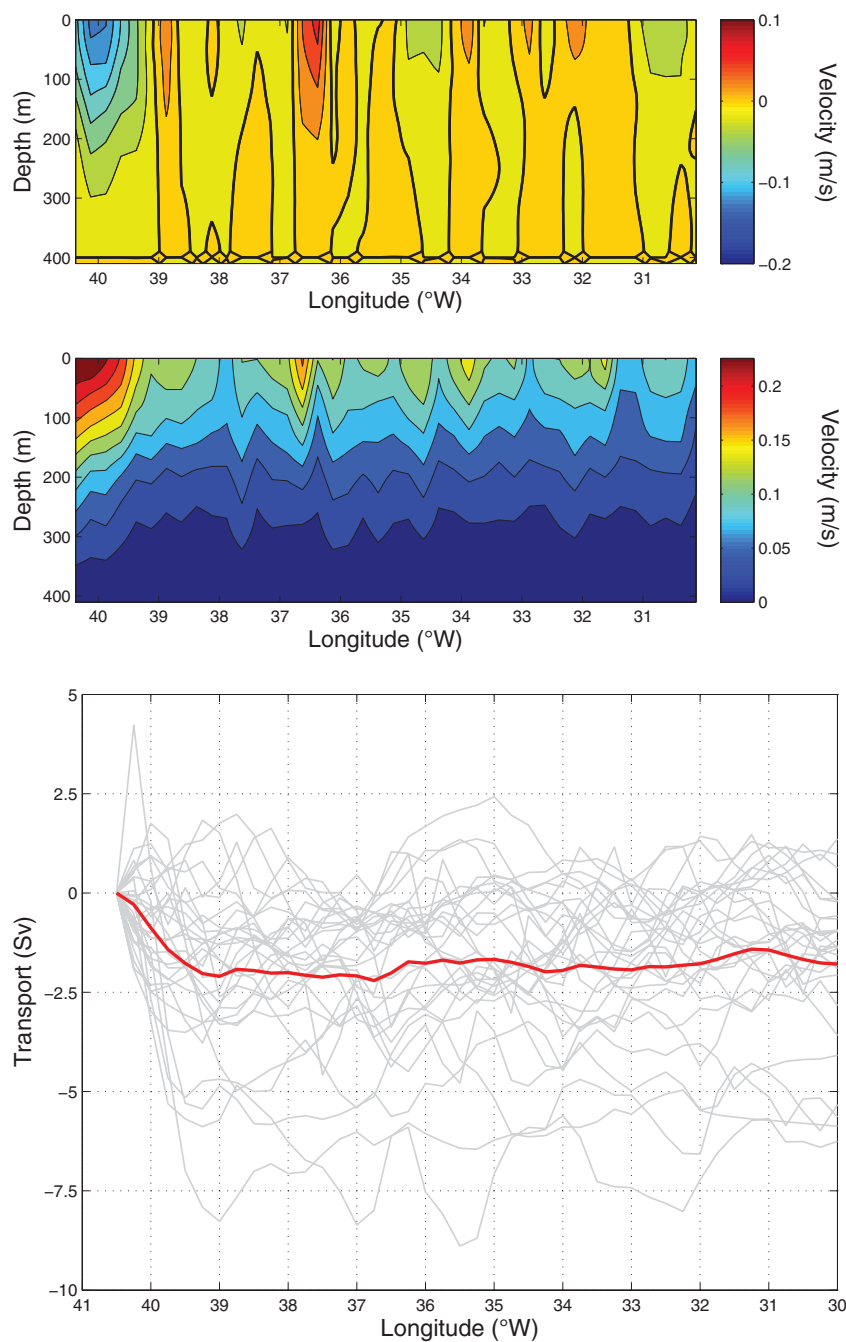 0
100
200
300
400
Depth (m)
40 39 38 37 36 35 34 33 32 31
Longitude (°W)
0.1
0
−0.1
−0.2
Velocity (m/s)
0
100
200
300
400
Depth (m)
40 39 38 37 36 35 34 33 32 31
Longitude (°W)
0.2
0.15
0.1
0.05
0
Velocity (m/s)
5
2.5
0
−2.5
−5
−7.5
−10
Transport (Sv)
41 40 39 38 37 36 35 34 33 32 31 30
Longitude (°W)